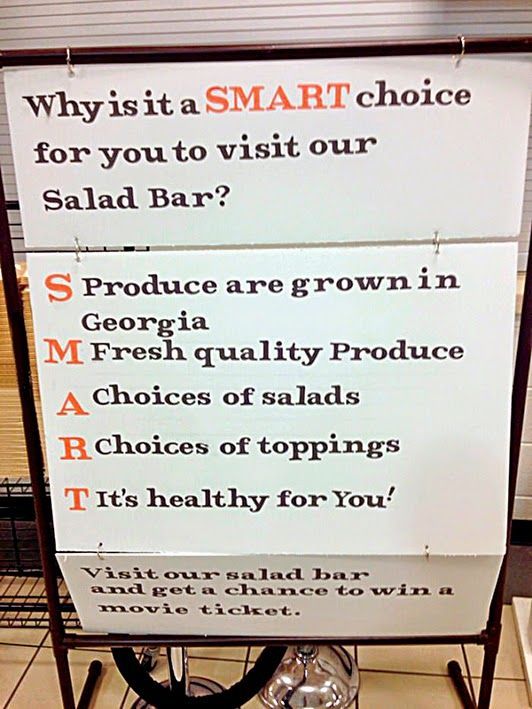 Why is it a SMART choice
for you to visit our
Salad Bar?
S Produce are grown in
Georgia
M Fresh quality Produce
A Choices of salads
R Choices of toppings
T It's healthy for You!
Visit our salad bar
and get a chance to win a
movie ticket.